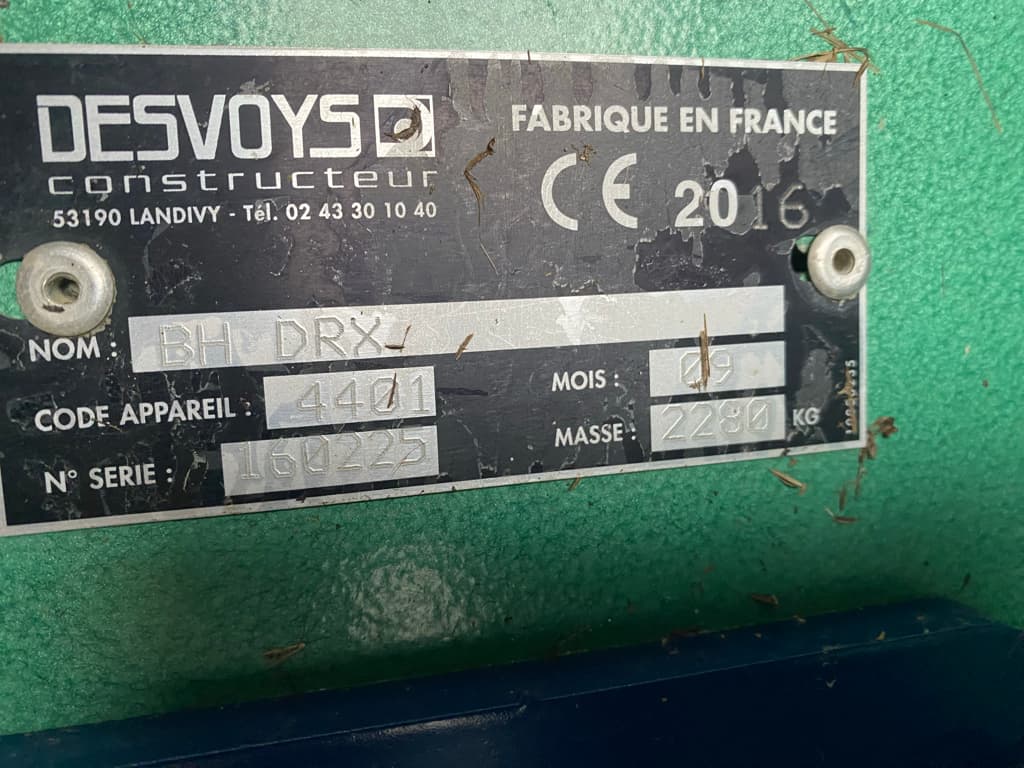 DESVOYS
constructeur
53190 LANDIVY - Tél. 02 43 30 10 40
FABRIQUE EN FRANCE
CE 2016
NOM : BH DRX
CODE APPAREIL : 4401
MOIS : 09
N° SERIE : 160225
MASSE : 2280 KG